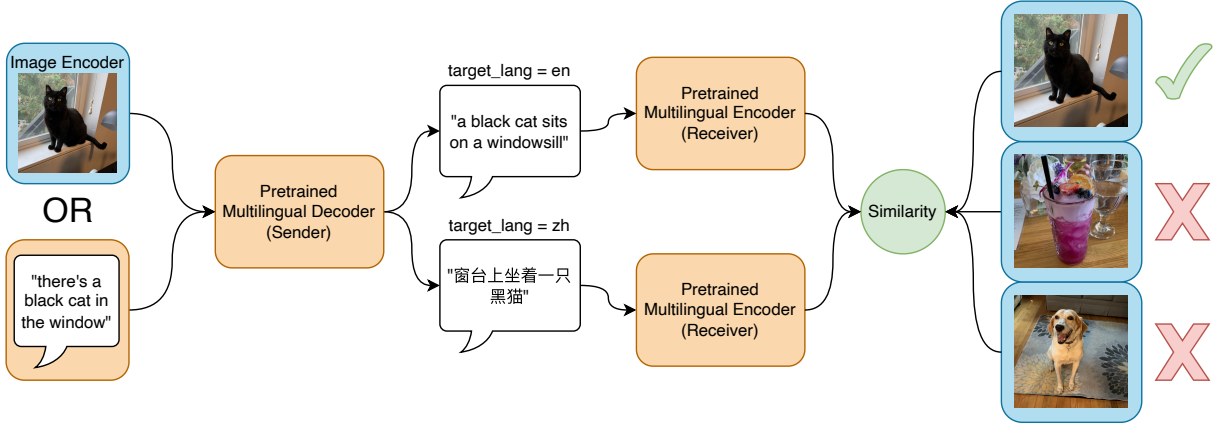 Image Encoder
OR
"there's a
black cat in
the window"
Pretrained
Multilingual Decoder
(Sender)
target_lang = en
"a black cat sits
on a windowsill"
target_lang = zh
"窗台上坐着一只
黑猫"
Pretrained
Multilingual Encoder
(Receiver)
Pretrained
Multilingual Encoder
(Receiver)
Similarity